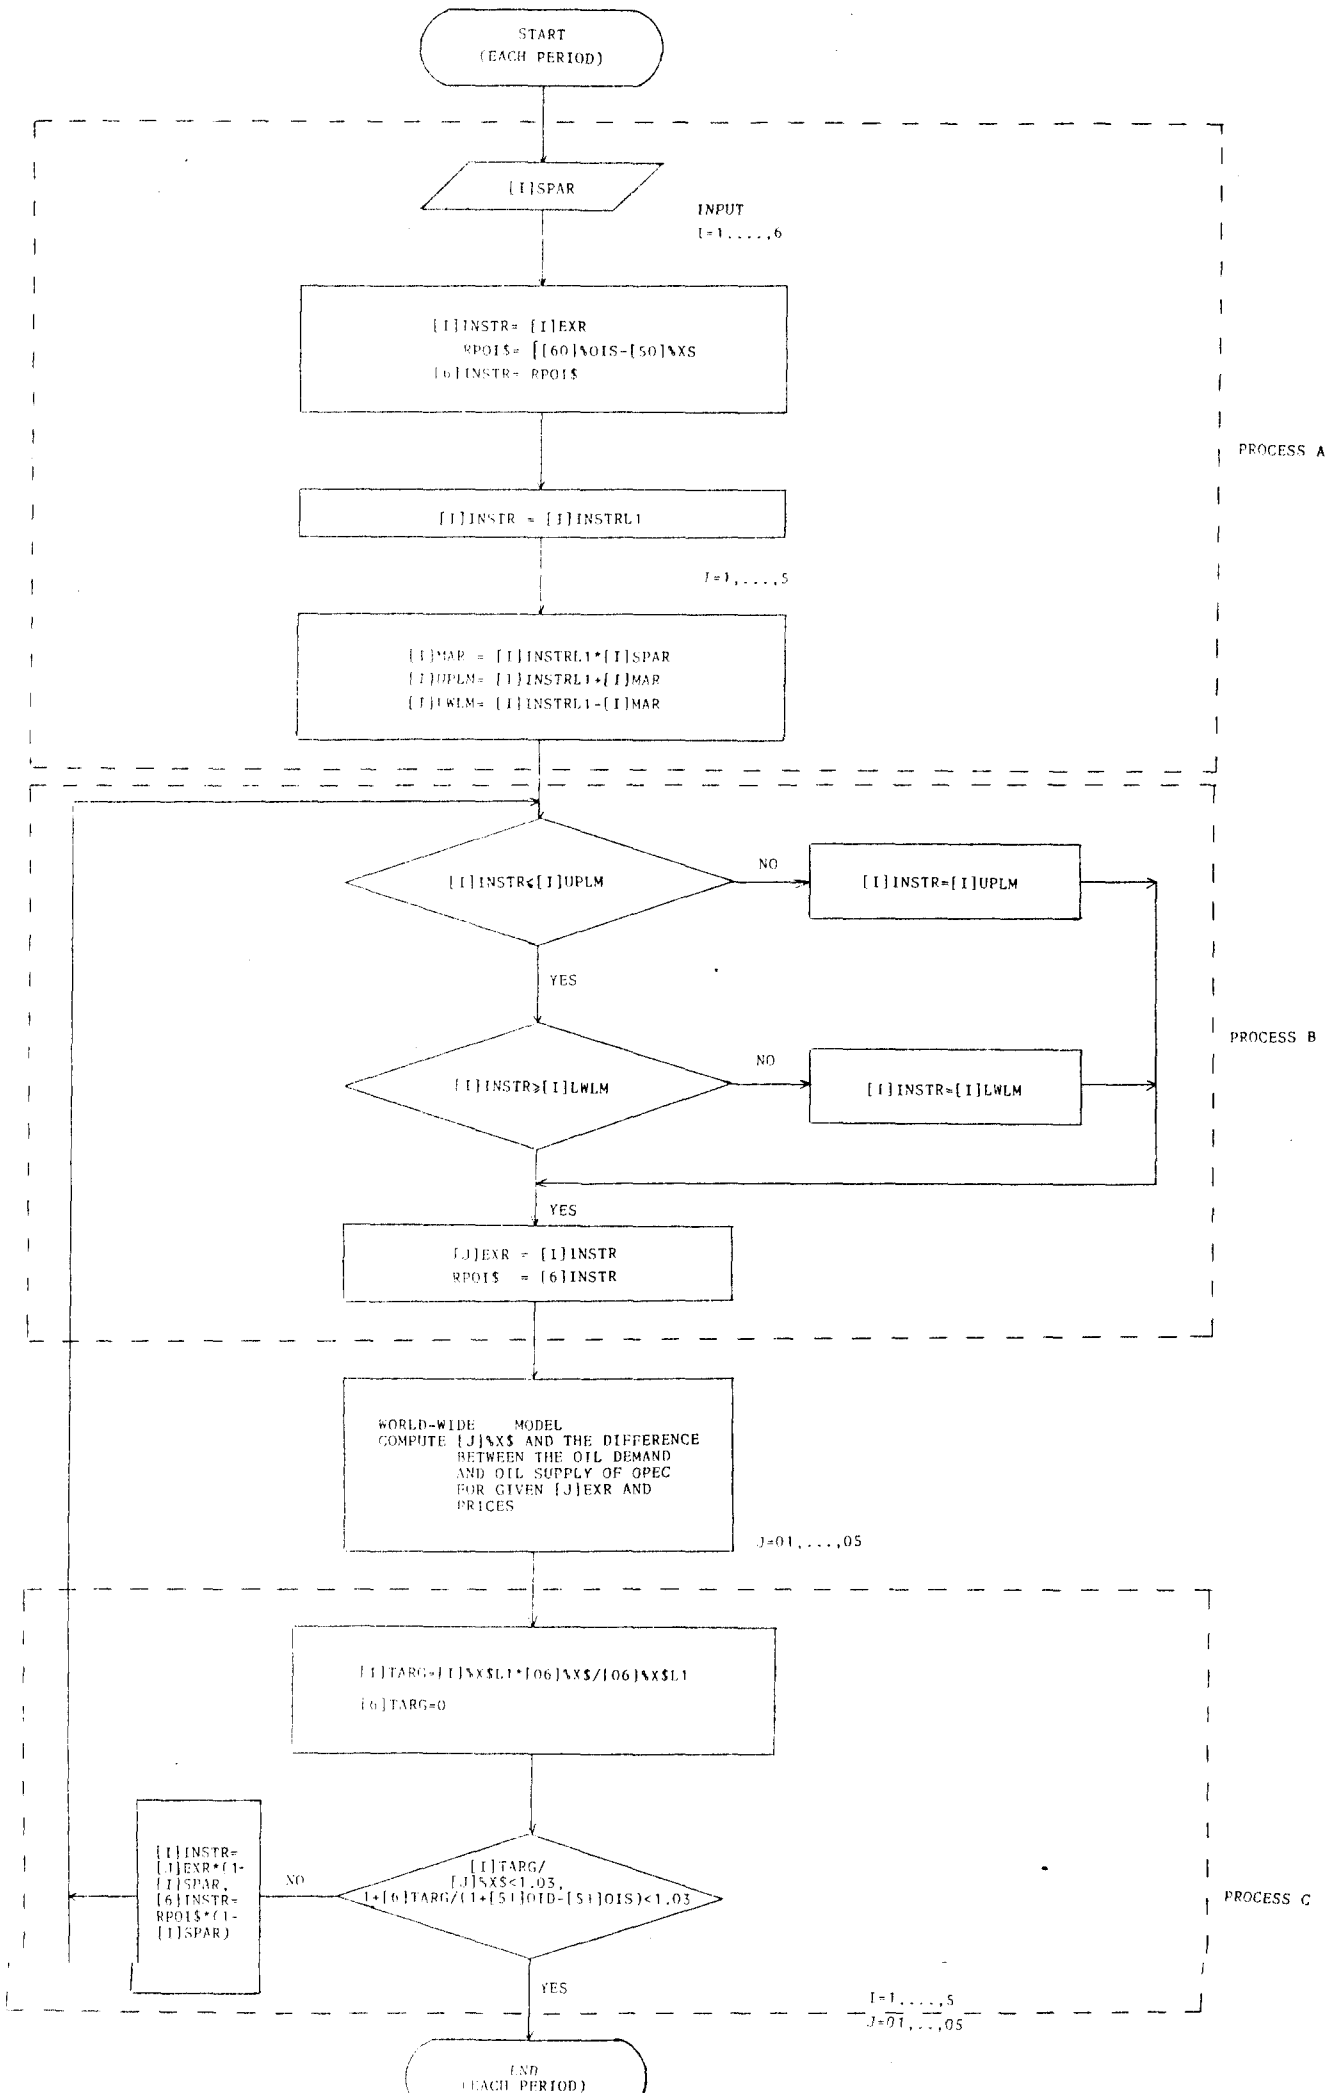 START
(EACH PERIOD)
[I]SPAR
INPUT
I=1,...,6
[I]INSTR= [I]EXR
RPOI$= ∫[60]%OIS-[50]%XS
[6]INSTR= RPOI$
PROCESS A
[I]INSTR = [I]INSTRL1
I=1,...,5
[I]MAR = [I]INSTRL1*[I]SPAR
[I]UPLM= [I]INSTRL1+[I]MAR
[I]LWLM= [I]INSTRL1-[I]MAR
[I]INSTR≤[I]UPLM
NO
[I]INSTR=[I]UPLM
YES
PROCESS B
[I]INSTR≥[I]LWLM
NO
[I]INSTR=[I]LWLM
YES
[J]EXR = [I]INSTR
RPOI$ = [6]INSTR
WORLD-WIDE MODEL
COMPUTE [J]%X$ AND THE DIFFERENCE
BETWEEN THE OIL DEMAND
AND OIL SUPPLY OF OPEC
FOR GIVEN [J]EXR AND
PRICES
J=01,...,05
[I]TARG=[I]%X$L1*[06]%X$/[06]%X$L1
[6]TARG=0
[I]INSTR=
[J]EXR*(1-
[I]SPAR,
[6]INSTR=
RPOI$*(1-
[I]SPAR)
NO
[I]TARG/
[J]%X$<1.03,
1+[6]TARG/(1+[51]OID-[51]OIS)<1.03
PROCESS C
YES
I=1,...,5
J=01,..,05
END
(EACH PERIOD)